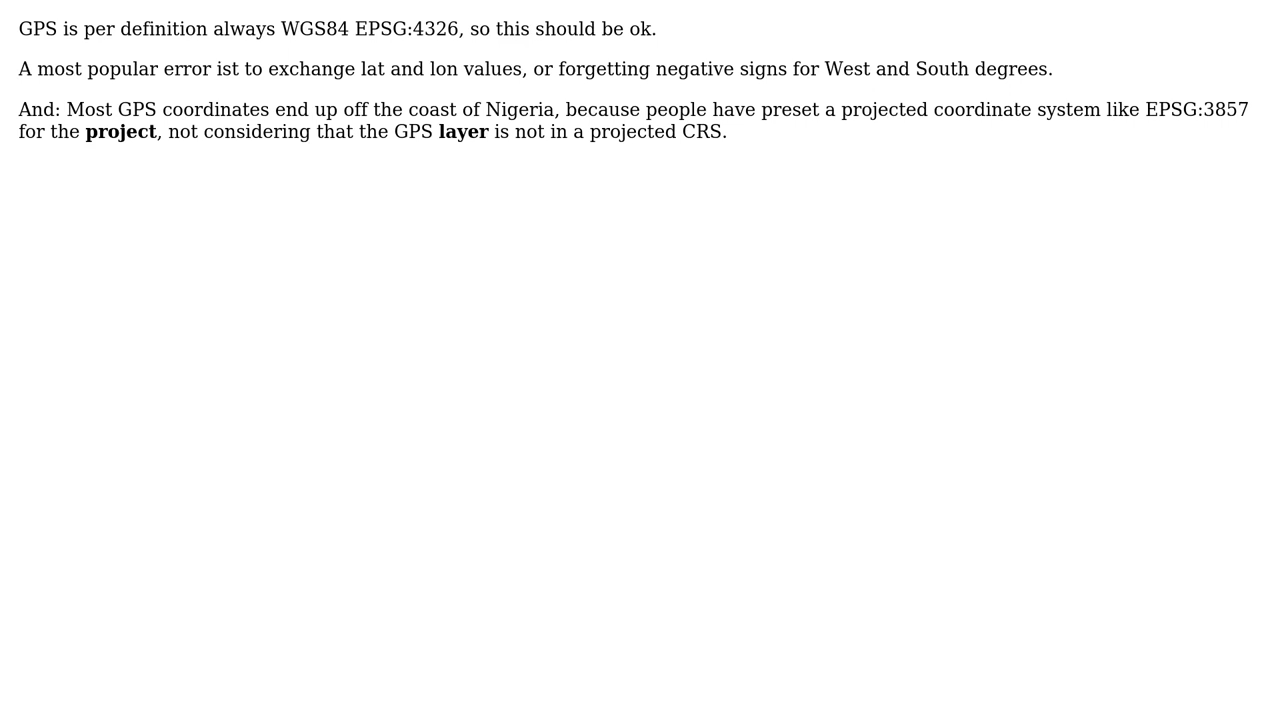 GPS is per definition always WGS84 EPSG:4326, so this should be ok.
A most popular error ist to exchange lat and lon values, or forgetting negative signs for West and South degrees.
And: Most GPS coordinates end up off the coast of Nigeria, because people have preset a projected coordinate system like EPSG:3857
for the project, not considering that the GPS layer is not in a projected CRS.